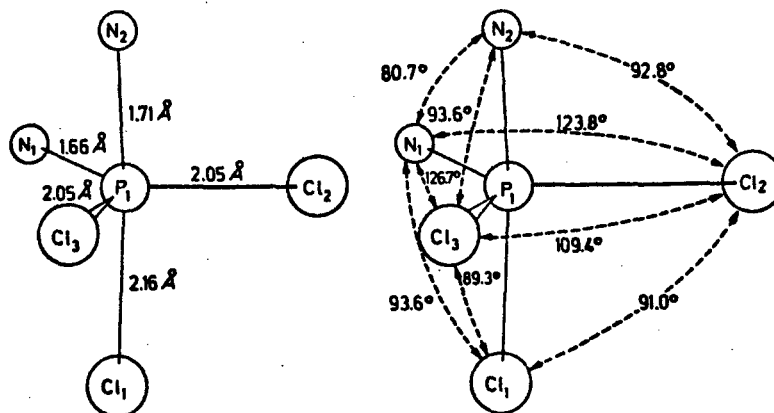 N₂
1.71 Å
N₁
1.66 Å
2.05 Å
P₁
2.05 Å
Cl₂
Cl₃
2.16 Å
Cl₁
N₂
80.7°
92.8°
93.6°
N₁
123.8°
126.7°
P₁
Cl₂
Cl₃
109.4°
89.3°
93.6°
91.0°
Cl₁